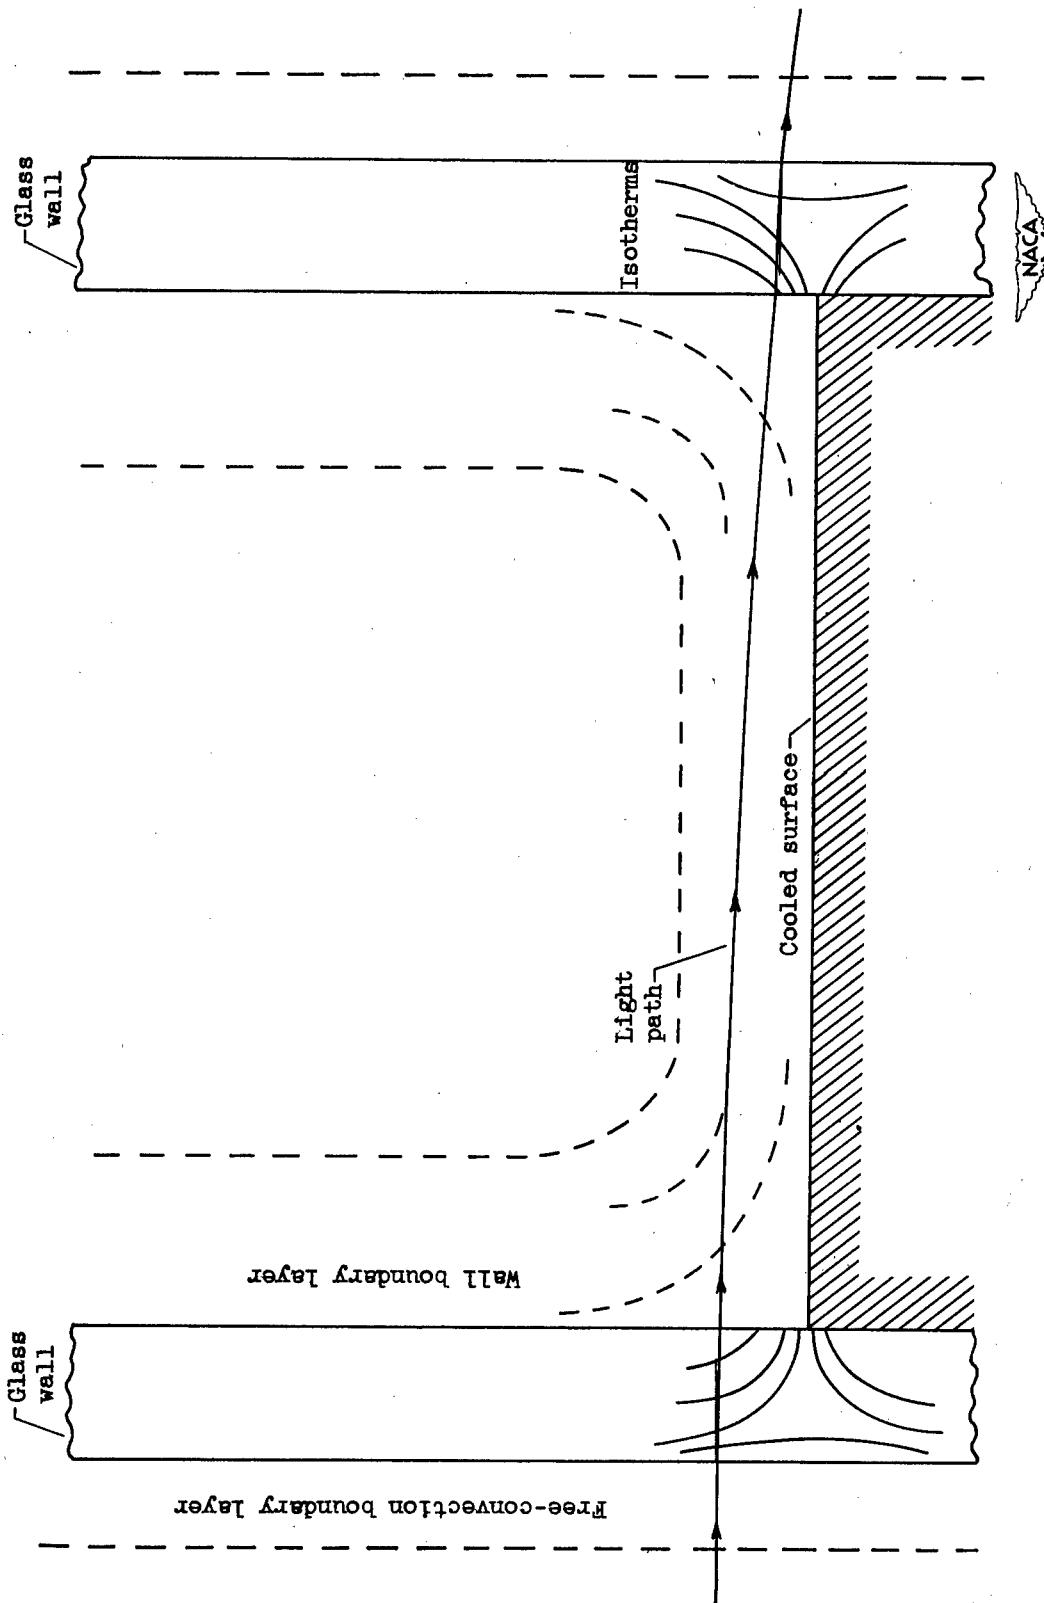 Glass
wall
Isotherms
NACA
Light
path
Cooled surface
Wall boundary layer
Glass
wall
Free-convection boundary layer